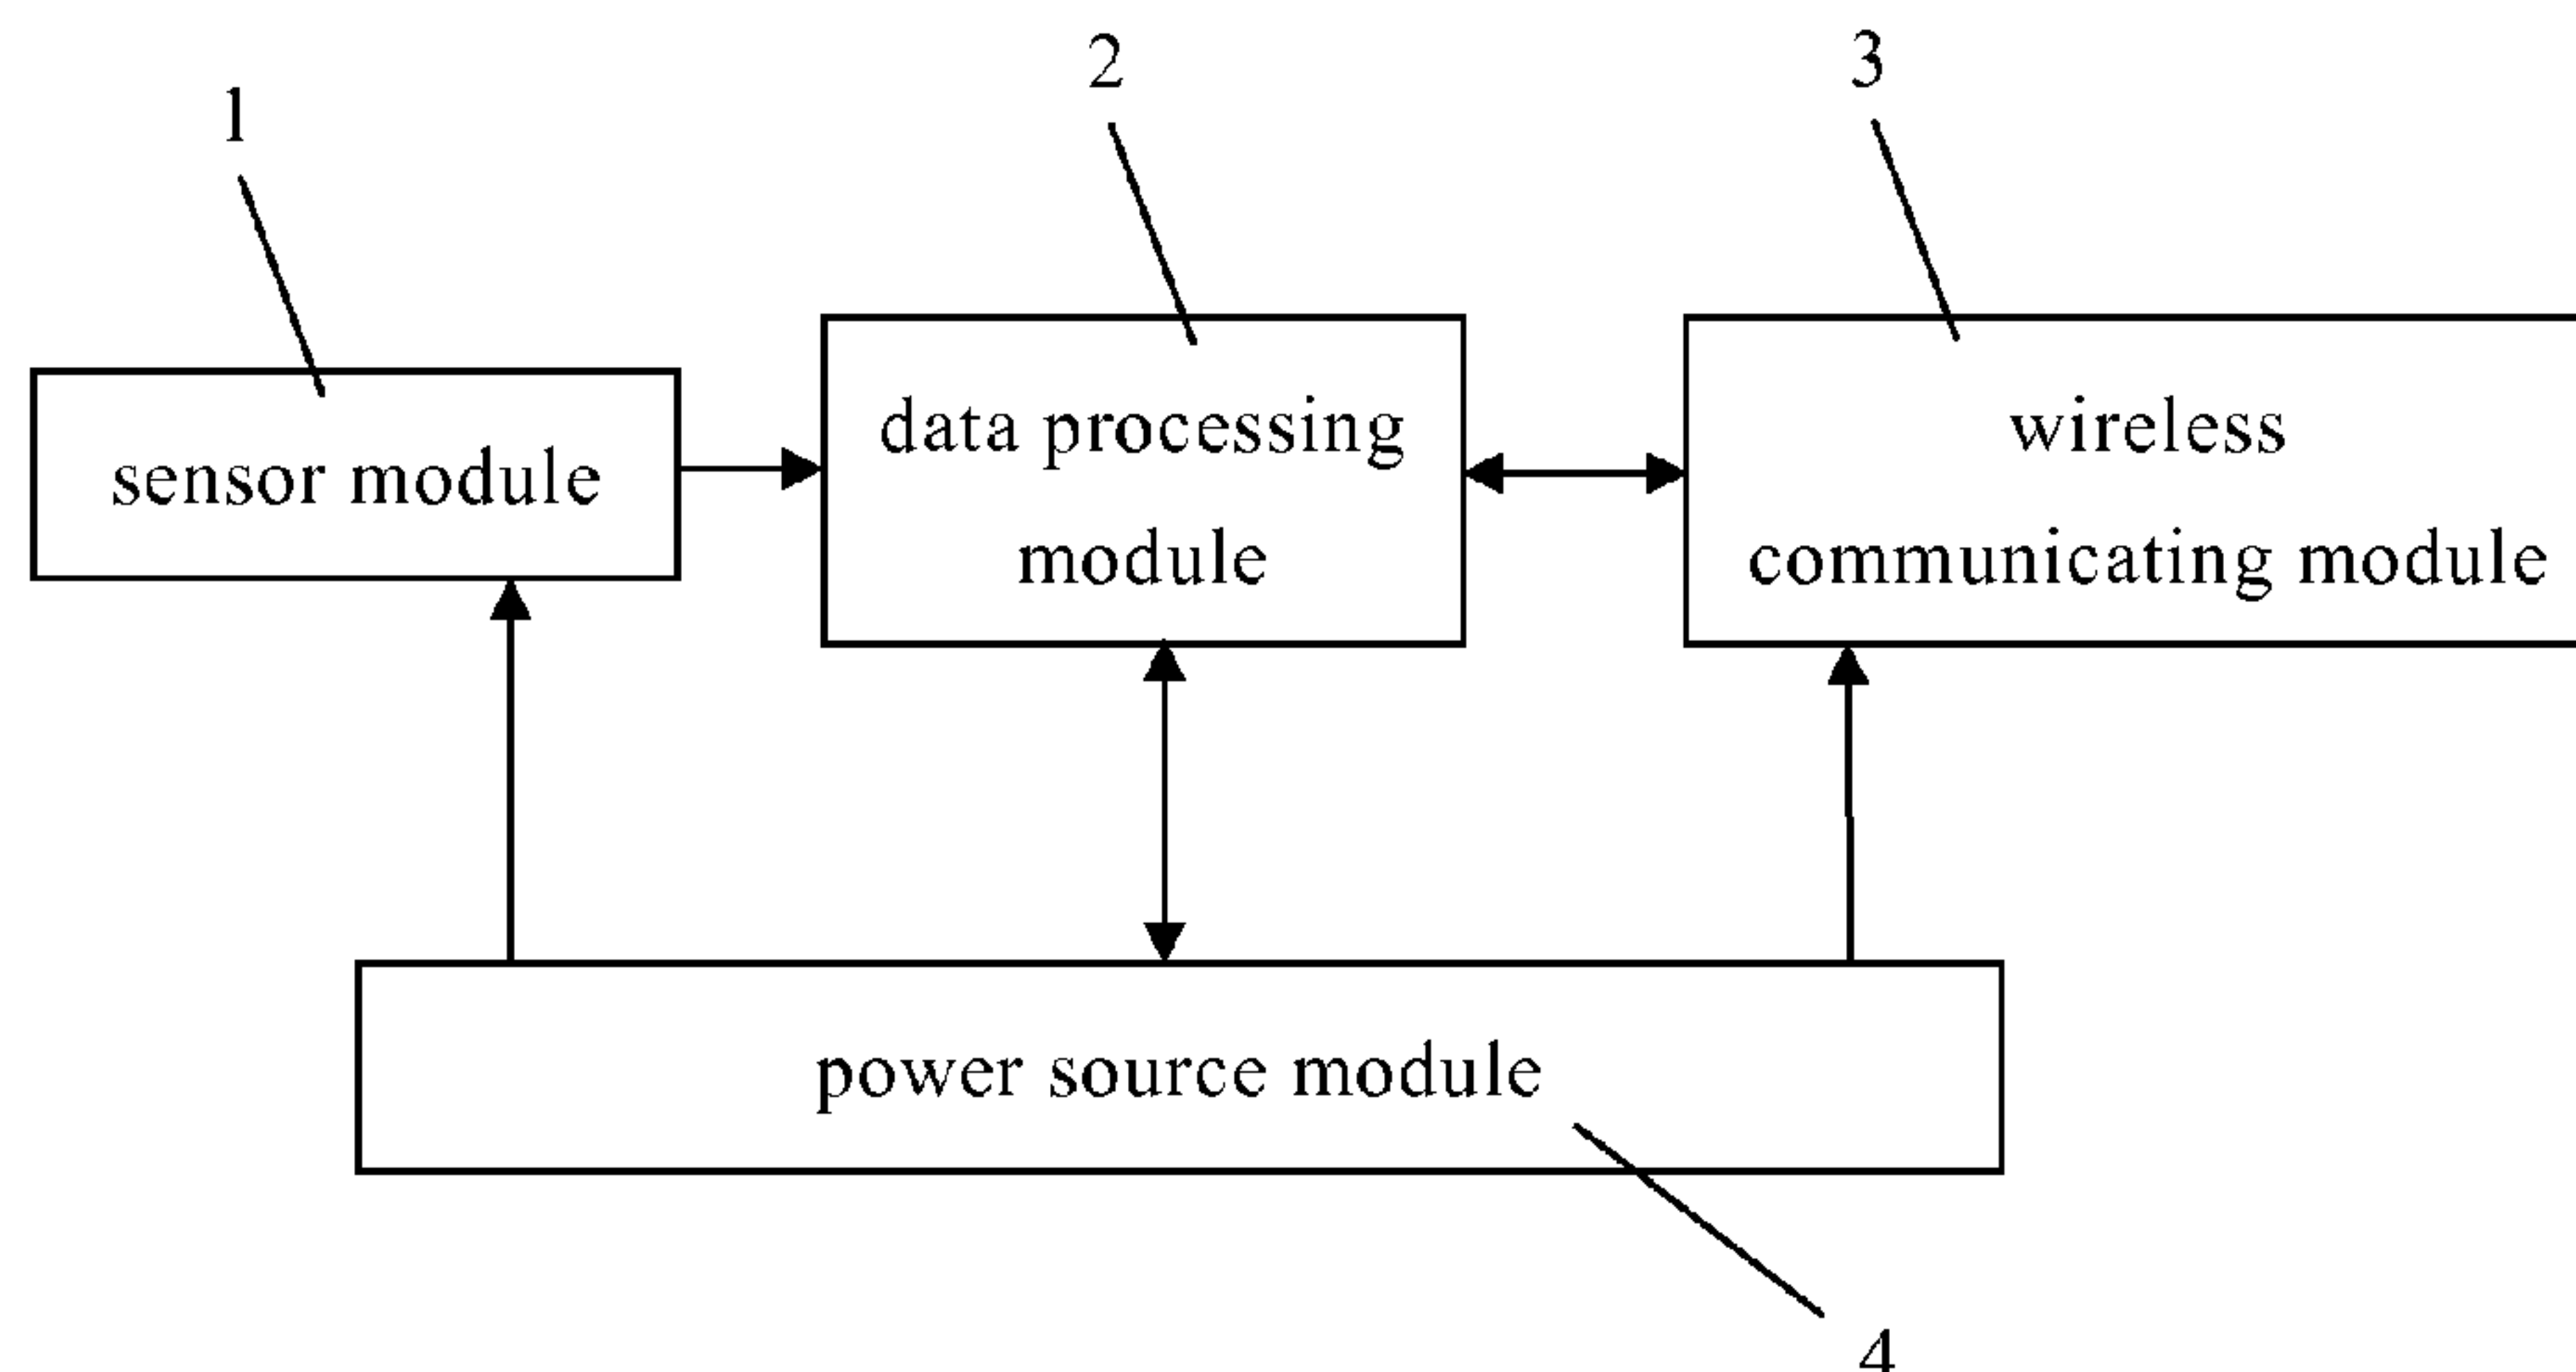 1
2
3
sensor module
data processing
module
wireless
communicating module
power source module
4